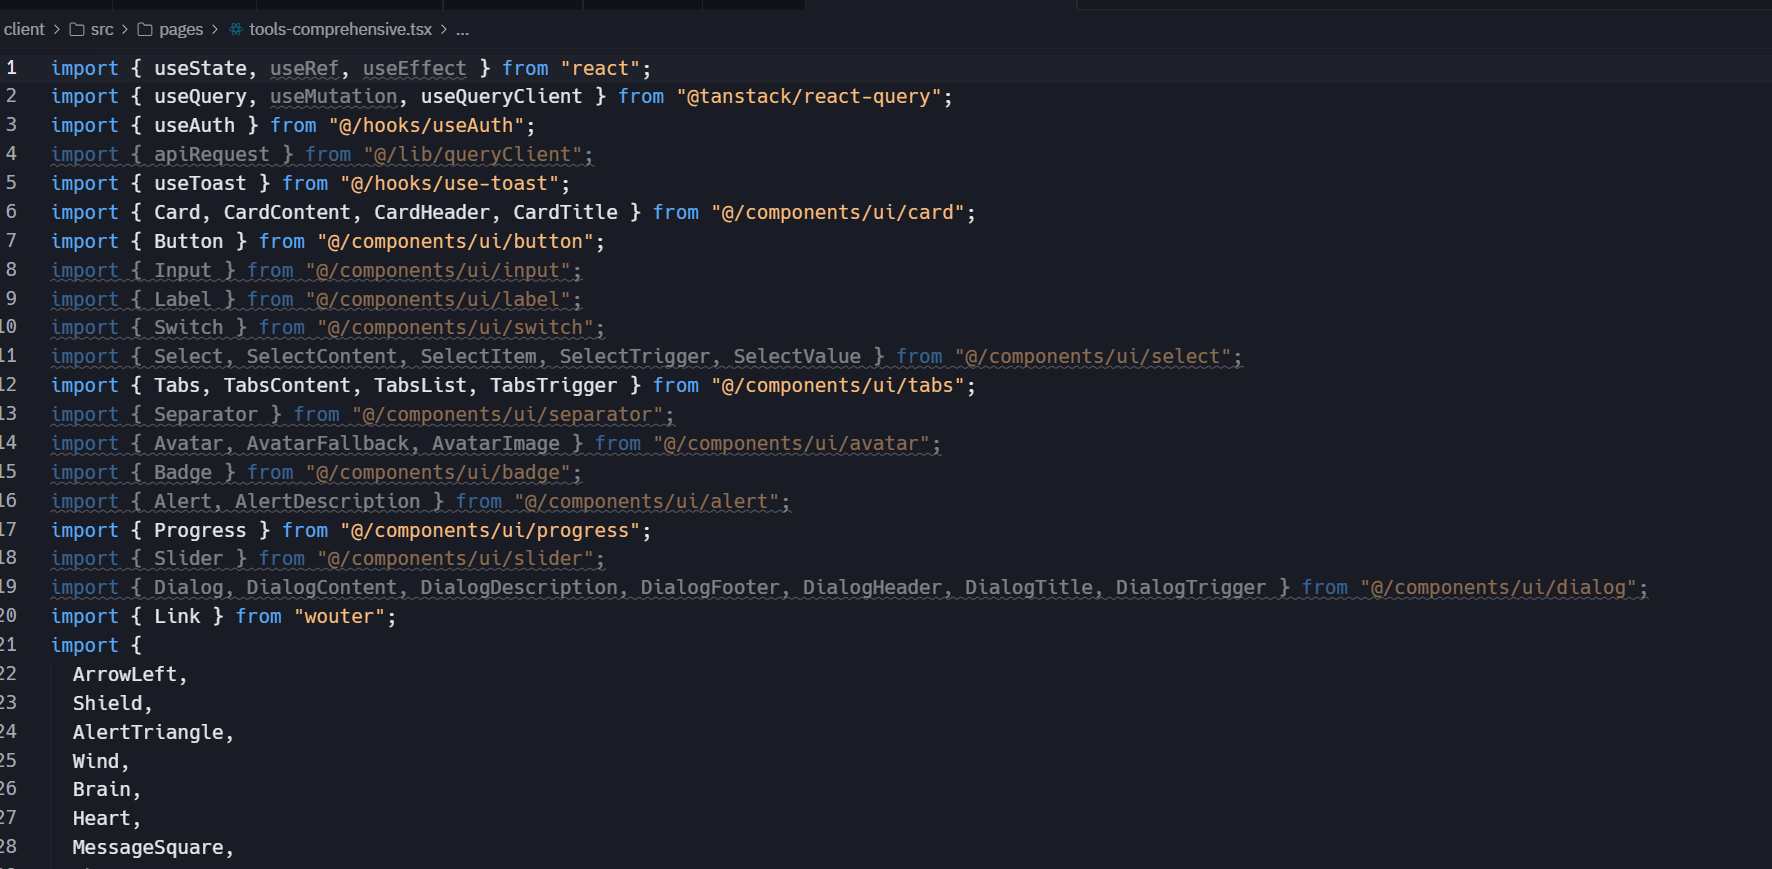 client > src > pages > tools-comprehensive.tsx > ...
1 import { useState, useRef, useEffect } from "react";
2 import { useQuery, useMutation, useQueryClient } from "@tanstack/react-query";
3 import { useAuth } from "@/hooks/useAuth";
4 import { apiRequest } from "@/lib/queryClient";
5 import { useToast } from "@/hooks/use-toast";
6 import { Card, CardContent, CardHeader, CardTitle } from "@/components/ui/card";
7 import { Button } from "@/components/ui/button";
8 import { Input } from "@/components/ui/input";
9 import { Label } from "@/components/ui/label";
10 import { Switch } from "@/components/ui/switch";
11 import { Select, SelectContent, SelectItem, SelectTrigger, SelectValue } from "@/components/ui/select";
12 import { Tabs, TabsContent, TabsList, TabsTrigger } from "@/components/ui/tabs";
13 import { Separator } from "@/components/ui/separator";
14 import { Avatar, AvatarFallback, AvatarImage } from "@/components/ui/avatar";
15 import { Badge } from "@/components/ui/badge";
16 import { Alert, AlertDescription } from "@/components/ui/alert";
17 import { Progress } from "@/components/ui/progress";
18 import { Slider } from "@/components/ui/slider";
19 import { Dialog, DialogContent, DialogDescription, DialogFooter, DialogHeader, DialogTitle, DialogTrigger } from "@/components/ui/dialog";
20 import { Link } from "wouter";
21 import {
22 ArrowLeft,
23 Shield,
24 AlertTriangle,
25 Wind,
26 Brain,
27 Heart,
28 MessageSquare,